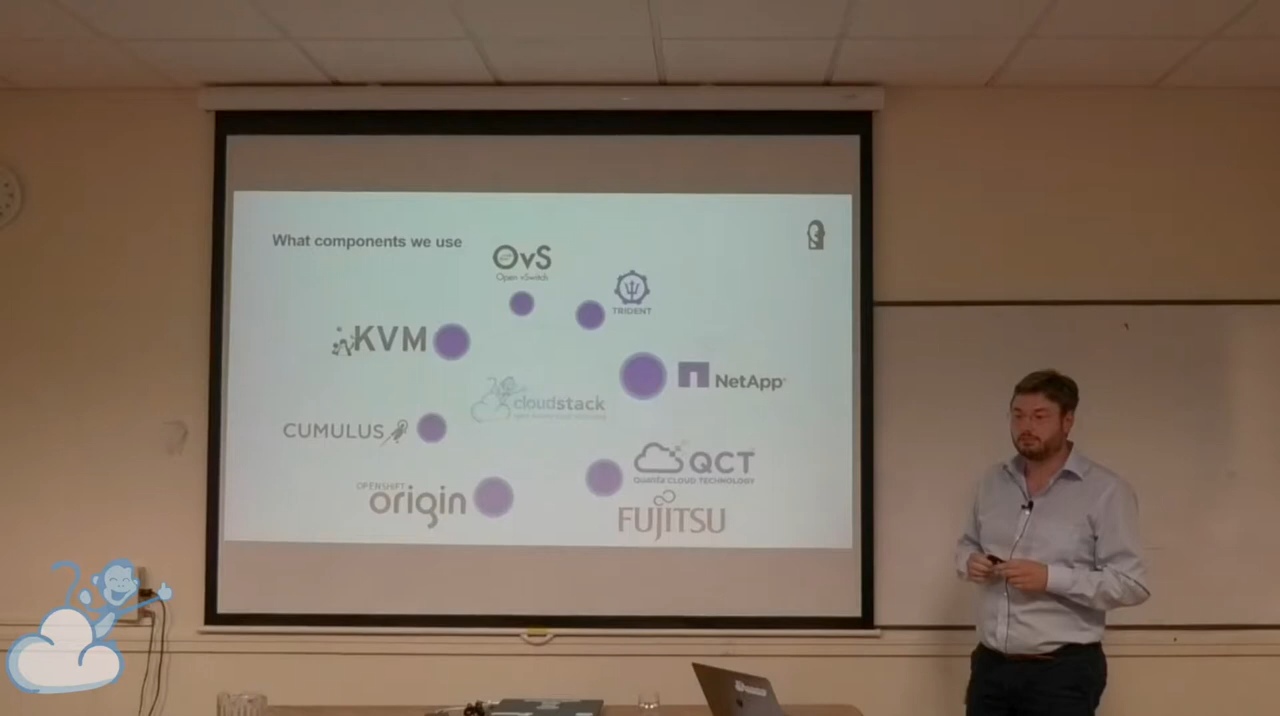 What components we use
OvS
Open vSwitch
TRIDENT
KVM
NetApp
cloudstack
CUMULUS
QCT
Quanta CLOUD TECHNOLOGY
OPENSHIFT
origin
FUJITSU